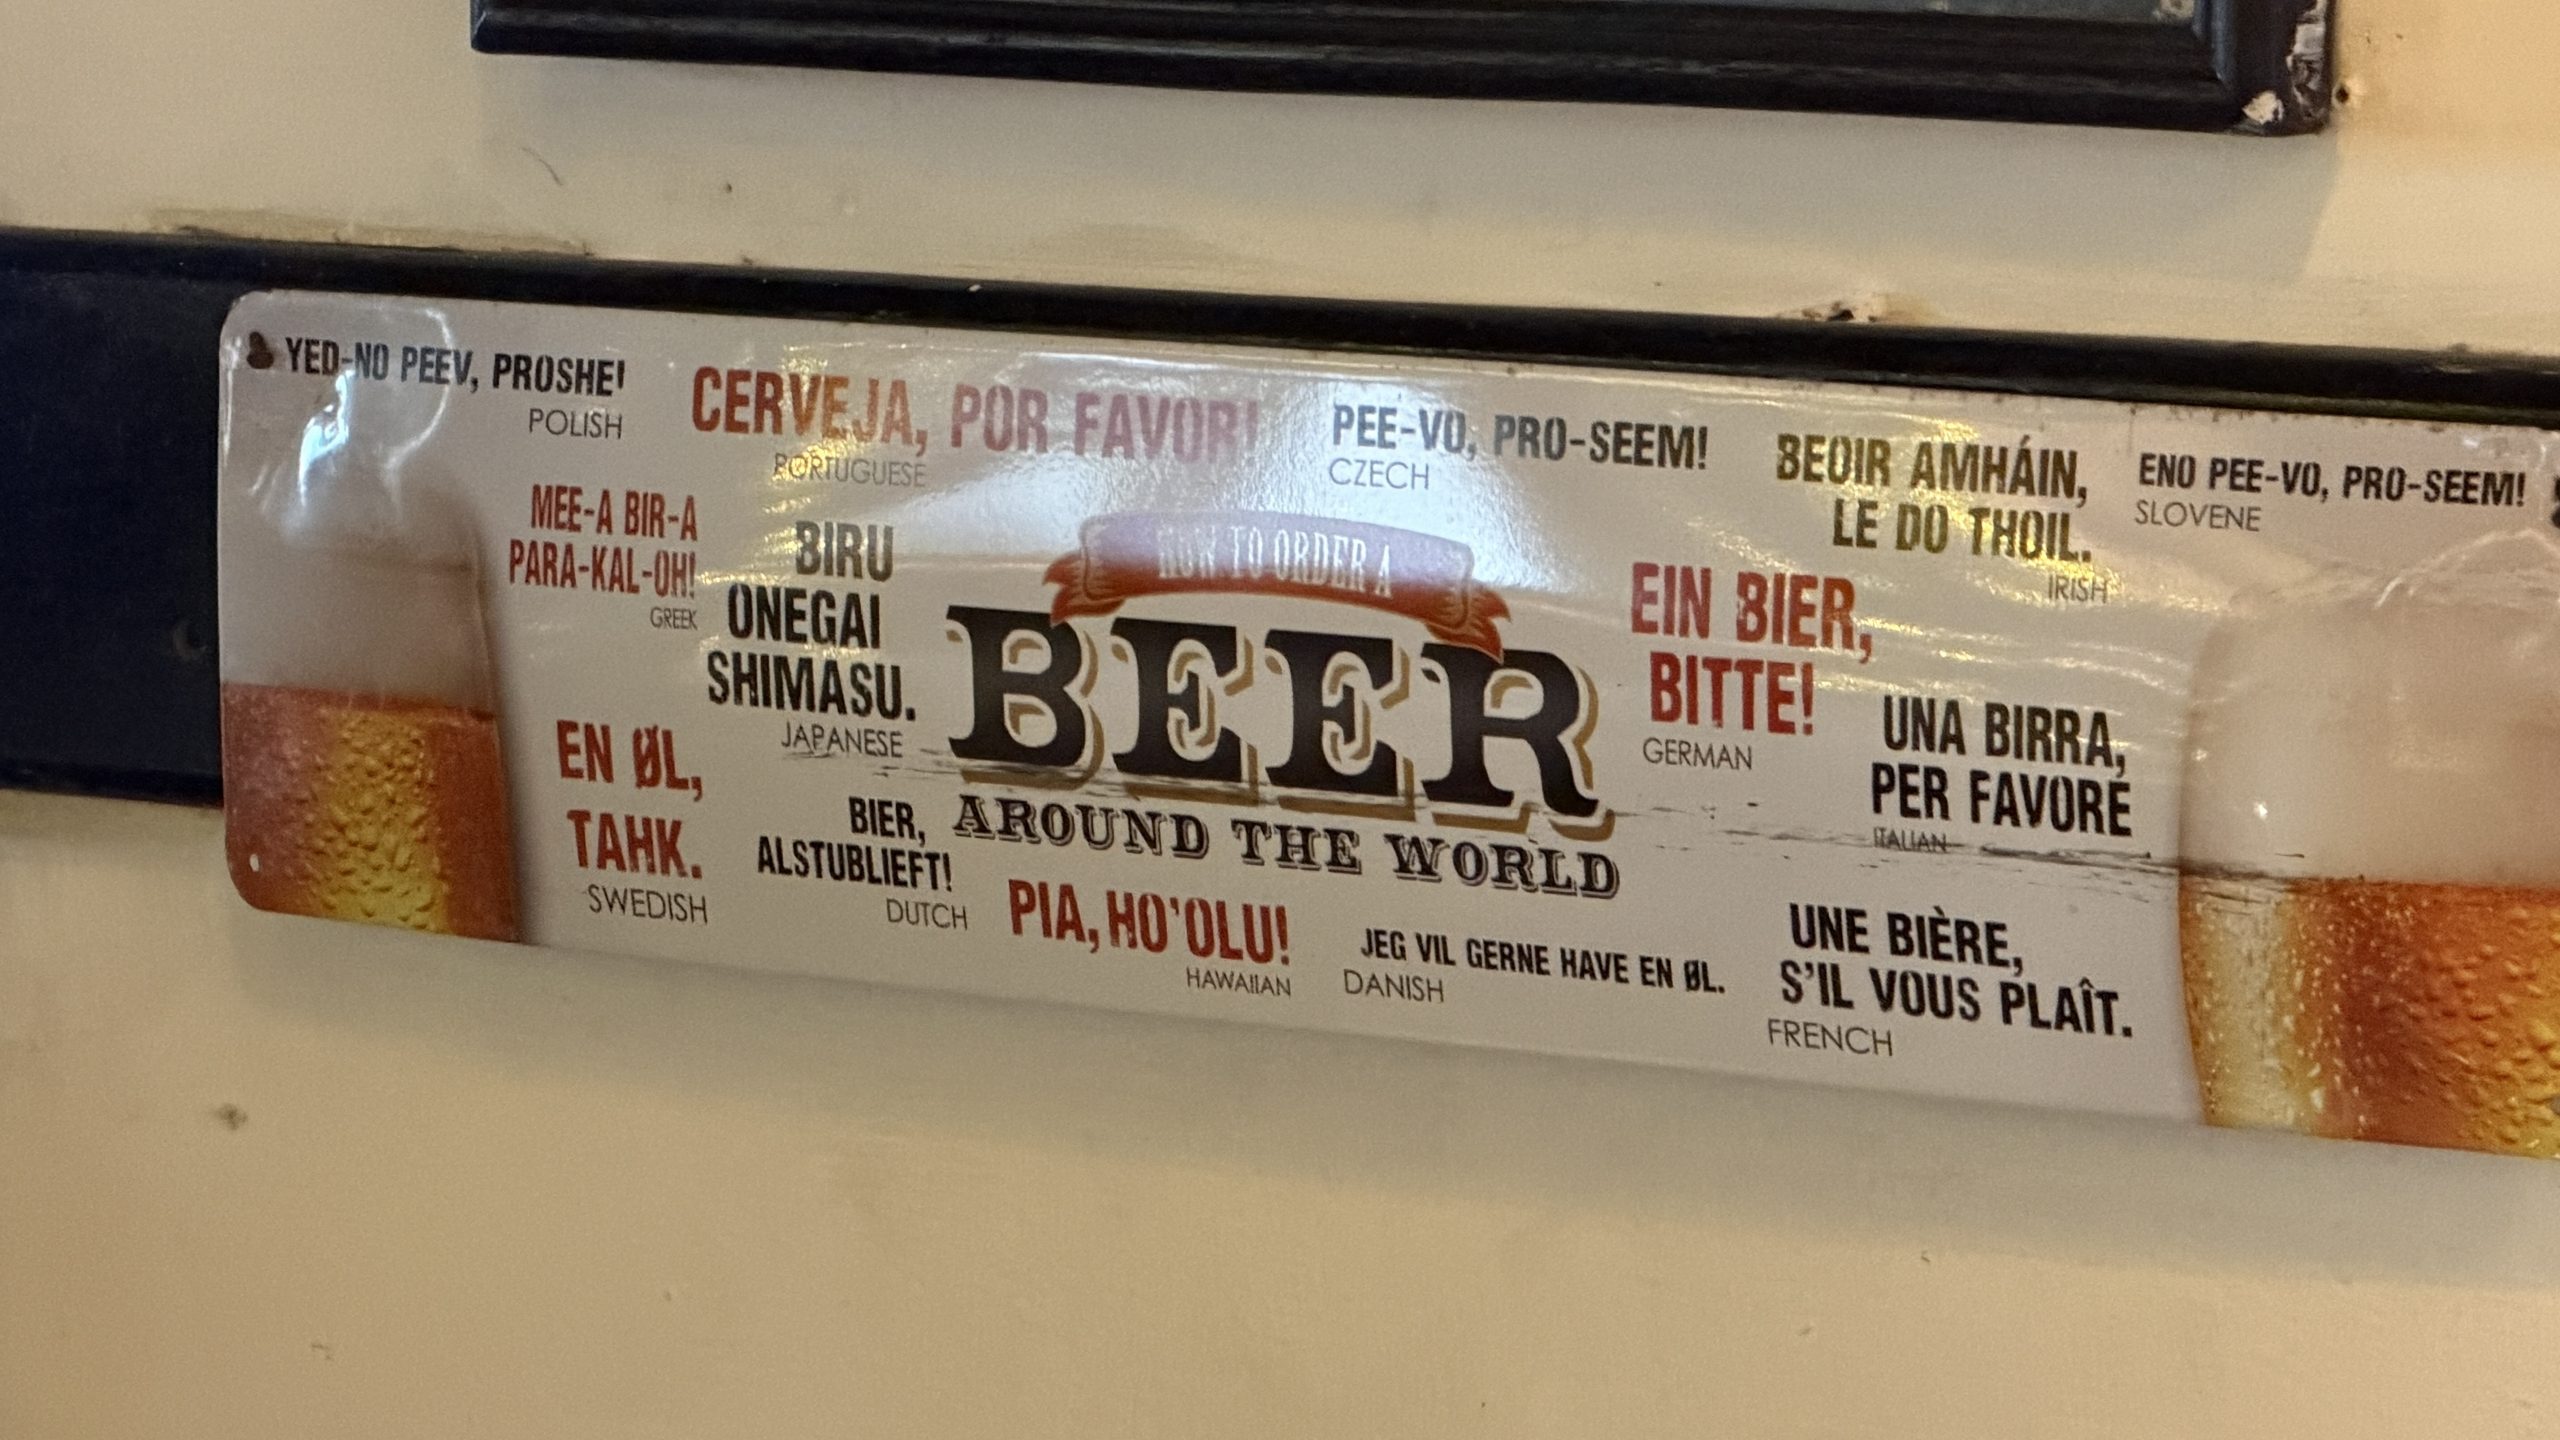 YED-NO PEEV, PROSHE!
POLISH
CERVEJA, POR FAVOR!
PORTUGUESE
PEE-VO, PRO-SEEM!
CZECH
BEOIR AMHÁIN,
LE DO THOIL.
IRISH
ENO PEE-VO, PRO-SEEM!
SLOVENE
MEE-A BIR-A
PARA-KAL-OH!
GREEK
BIRU
ONEGAI
SHIMASU.
JAPANESE
HOW TO ORDER A
BEER
AROUND THE WORLD
EIN BIER,
BITTE!
GERMAN
UNA BIRRA,
PER FAVORE
ITALIAN
EN ØL,
TAHK.
SWEDISH
BIER,
ALSTUBLIEFT!
DUTCH
PIA, HO'OLU!
HAWAIIAN
JEG VIL GERNE HAVE EN ØL.
DANISH
UNE BIÈRE,
S'IL VOUS PLAÎT.
FRENCH